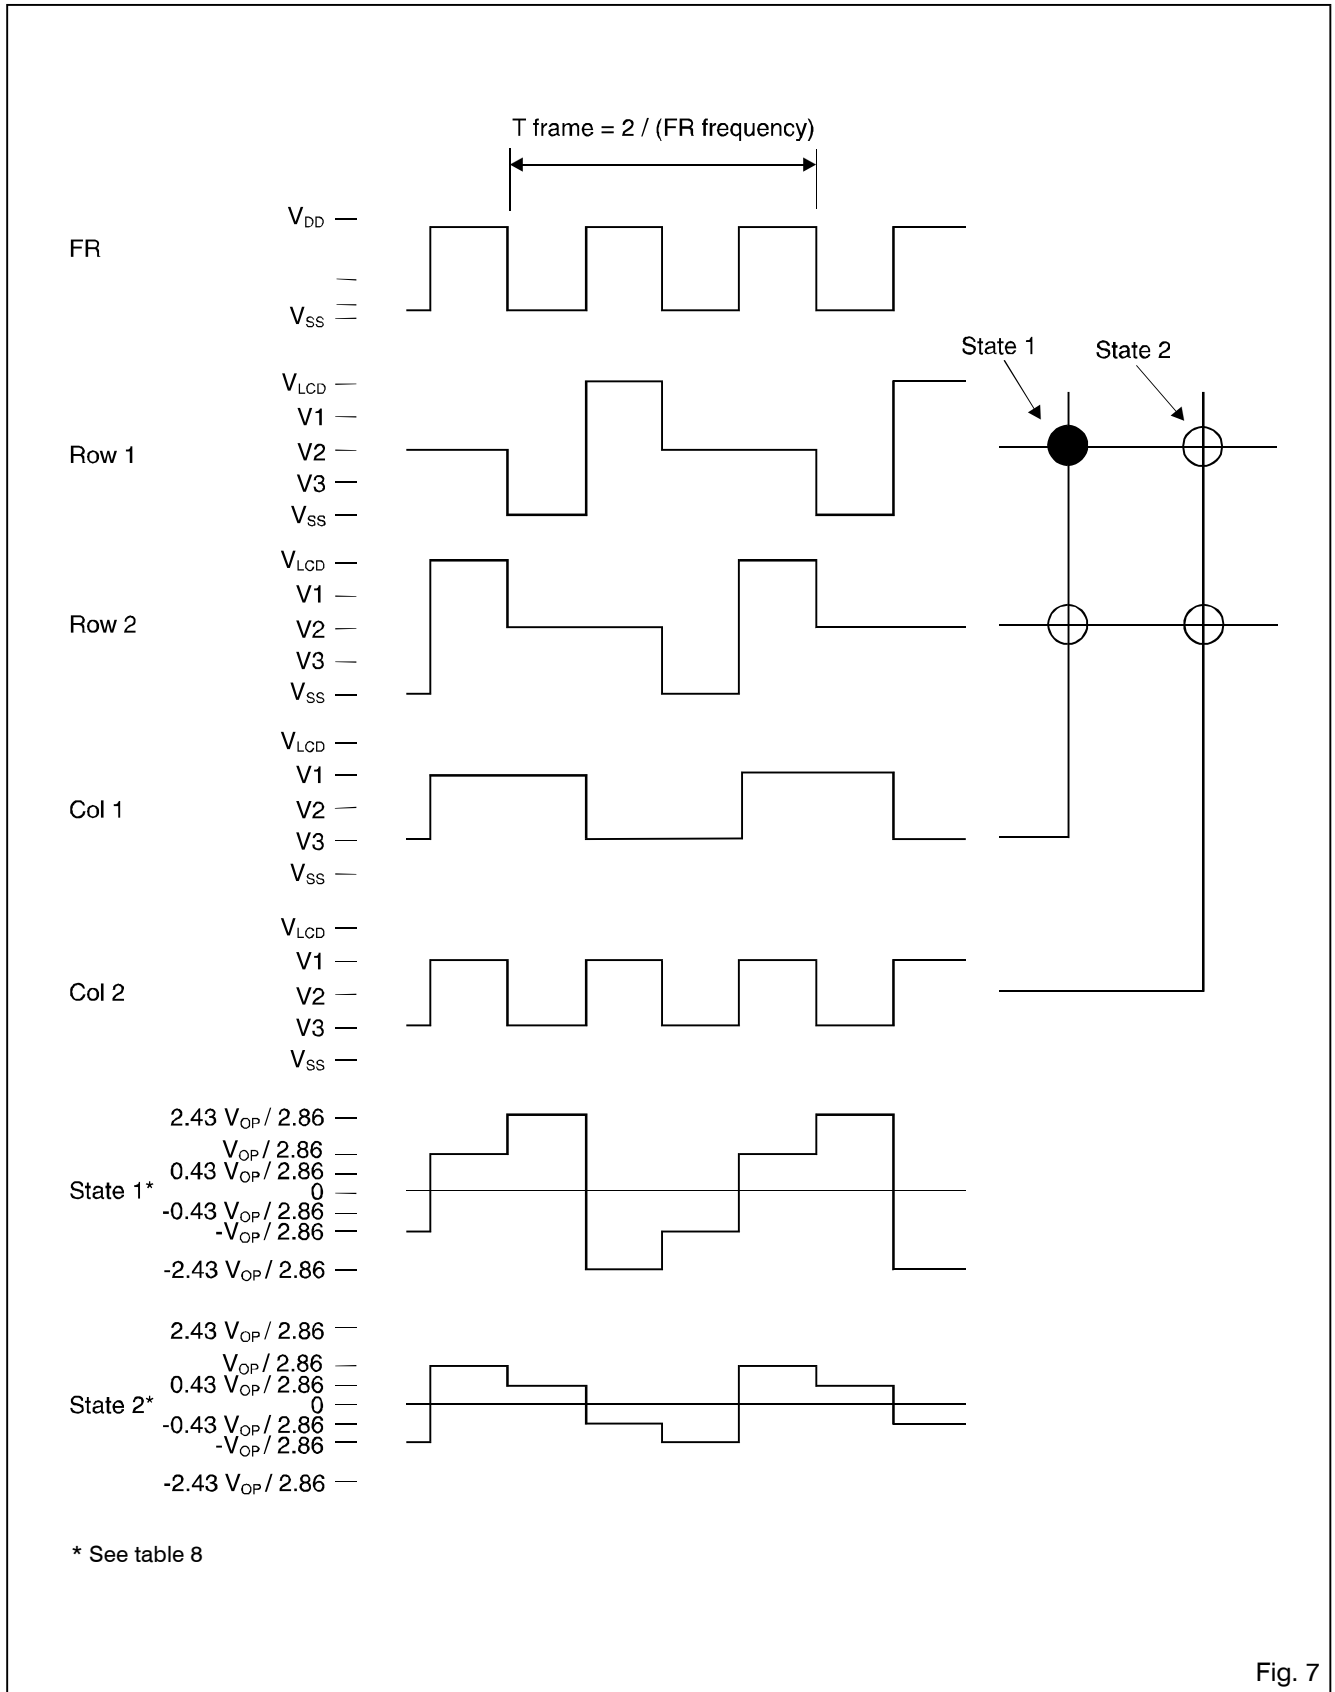 T frame = 2 / (FR frequency)
FR
VDD
VSS
State 1
State 2
Row 1
VLCD
V1
V2
V3
VSS
Row 2
VLCD
V1
V2
V3
VSS
Col 1
VLCD
V1
V2
V3
VSS
Col 2
VLCD
V1
V2
V3
VSS
State 1*
2.43 VOP / 2.86
VOP / 2.86
0.43 VOP / 2.86
0
-0.43 VOP / 2.86
-VOP / 2.86
-2.43 VOP / 2.86
State 2*
2.43 VOP / 2.86
VOP / 2.86
0.43 VOP / 2.86
0
-0.43 VOP / 2.86
-VOP / 2.86
-2.43 VOP / 2.86
* See table 8
Fig. 7